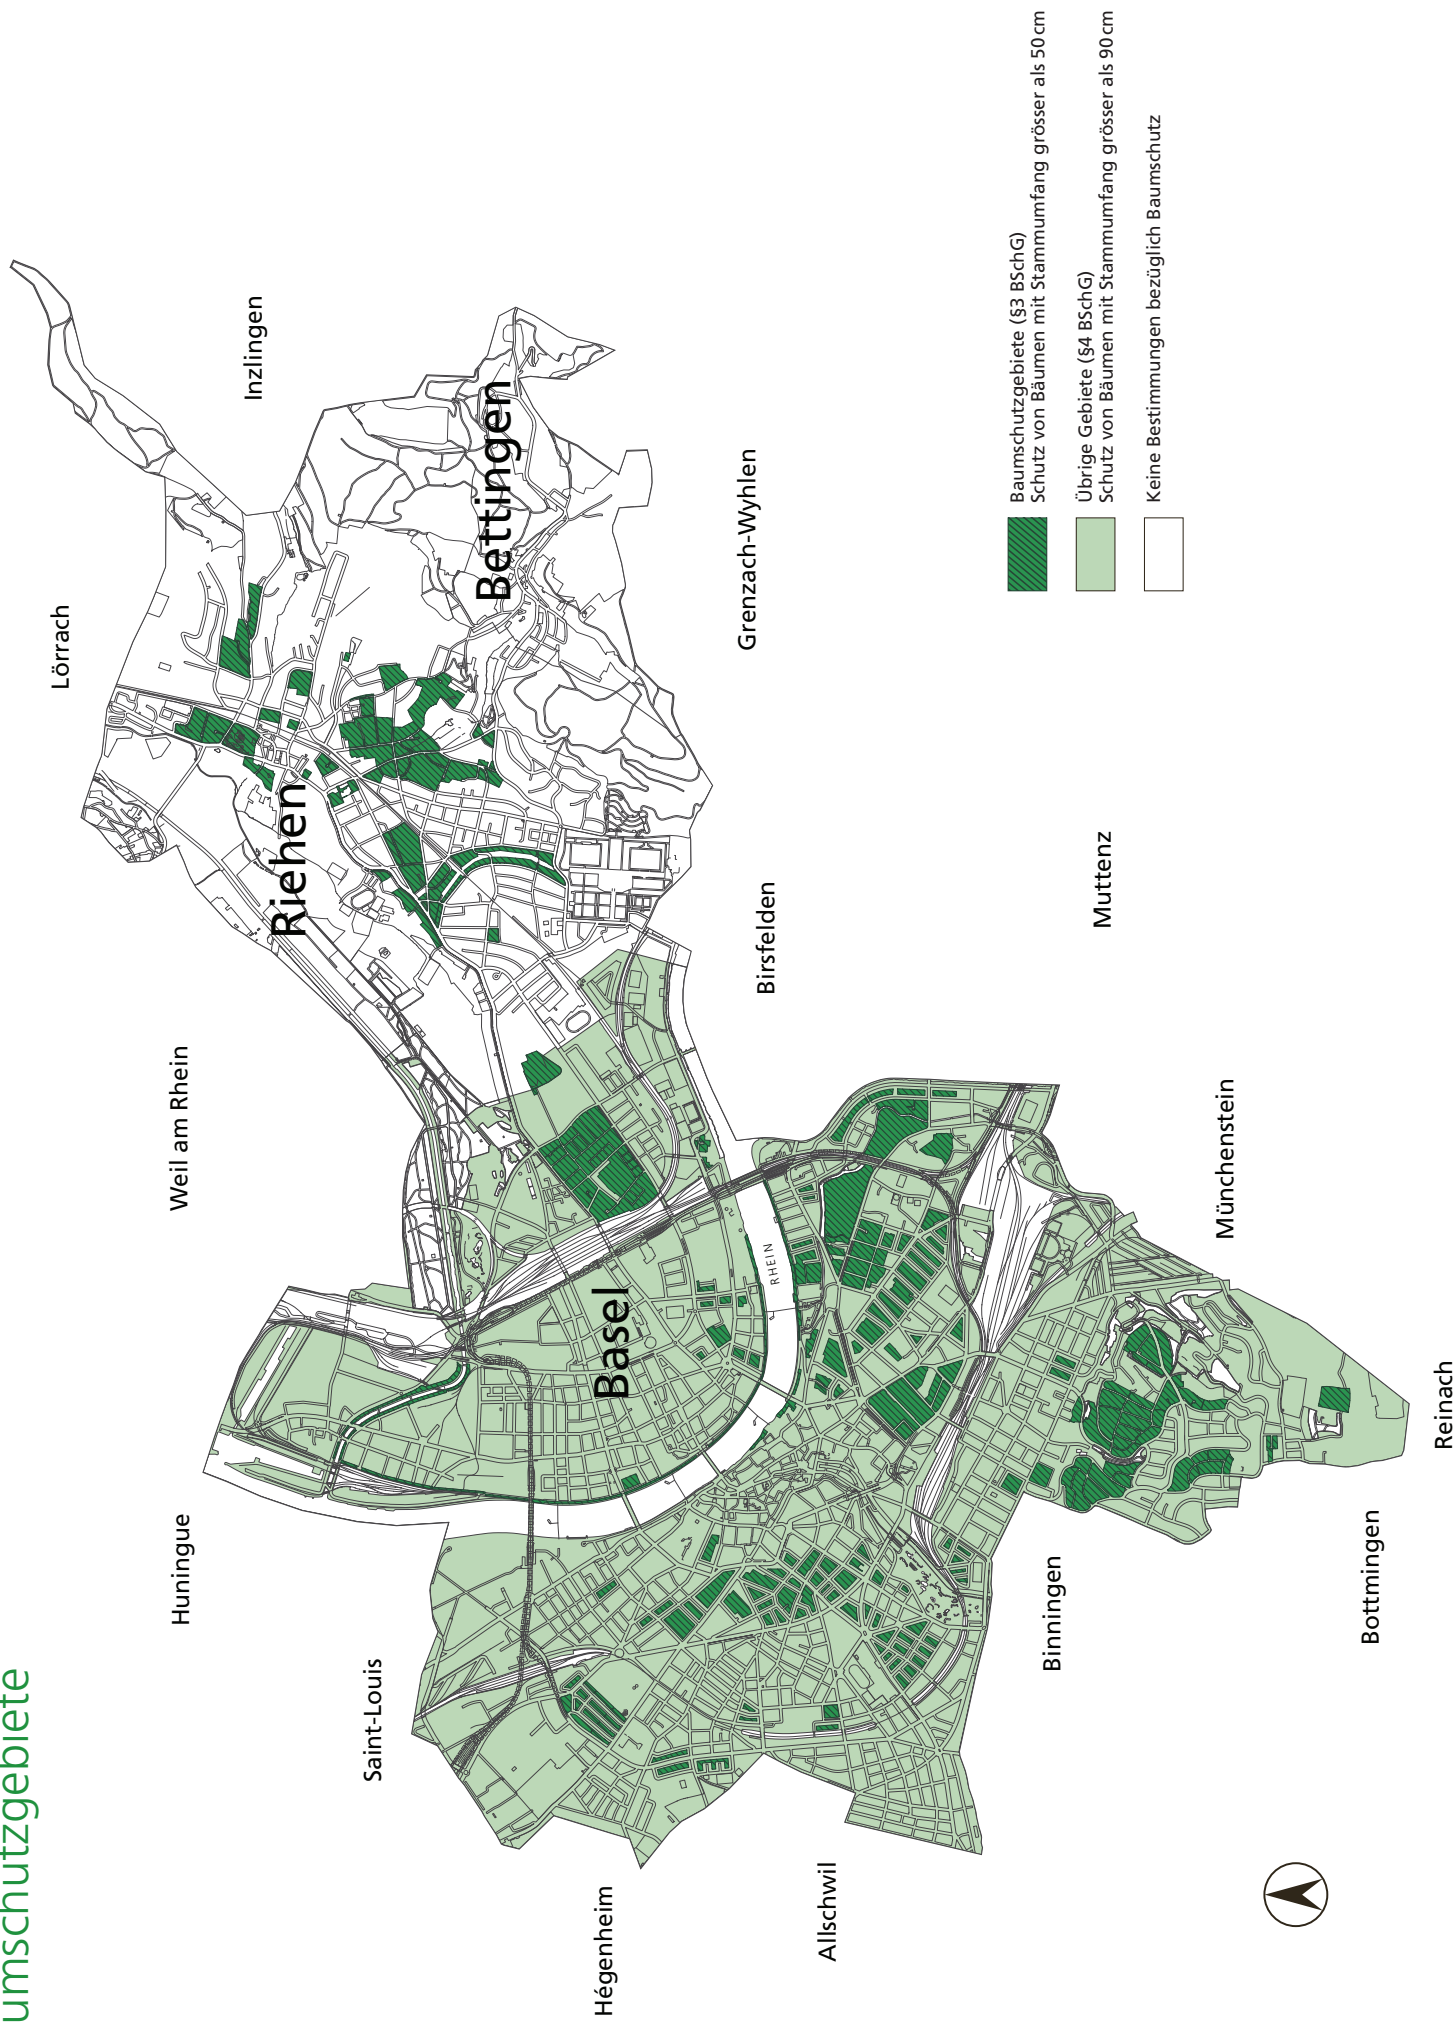 umschutzgebiete
Lörrach
Inzlingen
Weil am Rhein
Riehen
Bettingen
Huningue
Grenzach-Wyhlen
Saint-Louis
Basel
Birsfelden
RHEIN
Hégenheim
Muttenz
Allschwil
Binningen
Münchenstein
Bottmingen
Reinach
Baumschutzgebiete (§3 BSchG)
Schutz von Bäumen mit Stammumfang grösser als 50 cm
Übrige Gebiete (§4 BSchG)
Schutz von Bäumen mit Stammumfang grösser als 90 cm
Keine Bestimmungen bezüglich Baumschutz